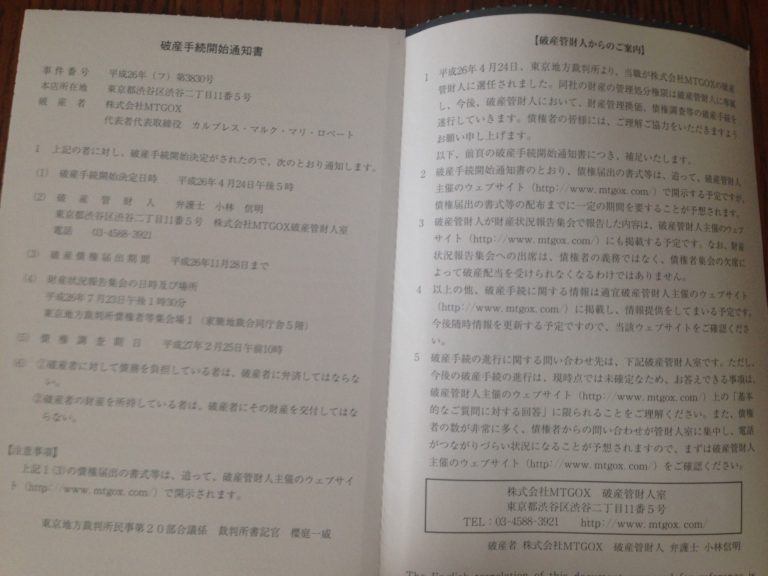 破産手続開始通知書
事件番号 平成26年(フ)第3830号
本店所在地 東京都渋谷区渋谷二丁目11番5号
破産者 株式会社MTGOX
代表者代表取締役 カルプレス・マルク・マリ・ロベート
1 上記の者に対し、破産手続開始決定がされたので、次のとおり通知します。
(1) 破産手続開始決定日時 平成26年4月24日午後5時
(2) 破産管財人 弁護士 小林 信明
東京都渋谷区渋谷二丁目11番5号 株式会社MTGOX破産管財人室
電話 03-4588-3921
(3) 破産債権届出期間 平成26年11月28日まで
(4) 財産状況報告集会の日時及び場所
平成26年7月23日午後1時30分
東京地方裁判所債権者等集会場1(家簡地裁合同庁舎5階)
(5) 債権調査期日 平成27年2月25日午前10時
(6) ①破産者に対して債務を負担している者は、破産者に弁済してはならな
い。
②破産者の財産を所持している者は、破産者にその財産を交付してはな
らない。
【注意事項】
上記1(3)の債権届出の書式等は、追って、破産管財人主催のウェブサイ
ト(http://www.mtgox.com/)で開示されます。
東京地方裁判所民事第20部合議係 裁判所書記官 櫻庭一威
【破産管財人からのご案内】
1 平成26年4月24日、東京地方裁判所より、当職が株式会社MTGOXの破産
管財人に選任されました。同社の財産の管理処分権限は破産管財人に専属
し、今後、破産管財人において、財産管理換価、債権調査等の破産手続を
遂行していきます。債権者の皆様には、ご理解ご協力をいただきますよう
お願い申し上げます。
以下、前頁の破産手続開始通知書につき、補足いたします。
2 破産手続開始通知書のとおり、債権届出の書式等は、追って、破産管財人
主催のウェブサイト(http://www.mtgox.com/)で開示する予定ですが、
債権届出の書式等の配布までに一定の期間を要することが予想されます。
3 破産管財人が財産状況報告集会で報告した内容は、破産管財人主催のウェブ
サイト(http://www.mtgox.com/)にも掲載する予定です。なお、財産
状況報告集会への出席は、債権者の義務ではなく、債権者集会の欠席に
よって破産配当を受けられなくなるわけではありません。
4 以上の他、破産手続に関する情報は適宜破産管財人主催のウェブサイト
(http://www.mtgox.com/)に掲載し、情報提供をしてまいる予定です。
今後随時情報を更新する予定ですので、当該ウェブサイトをご確認くださ
い。
5 破産手続の進行に関する問い合わせ先は、下記破産管財人室です。ただし、
今後の破産手続の進行は、現時点では未確定なため、お答えできる事項は、
破産管財人主催のウェブサイト(http://www.mtgox.com/)上の「基本
的なご質問に対する回答」に限られることをご理解ください。また、債権
者の数が非常に多く、債権者からの問い合わせが管財人室に集中し、電話
がつながりづらい状況になることが予想されますので、まずは破産管財人
主催のウェブサイト(http://www.mtgox.com/)をご確認ください。
株式会社MTGOX 破産管財人室
東京都渋谷区渋谷二丁目11番5号
TEL:03-4588-3921 http://www.mtgox.com/
破産者 株式会社MTGOX 破産管財人 弁護士 小林信明
The English translation of this